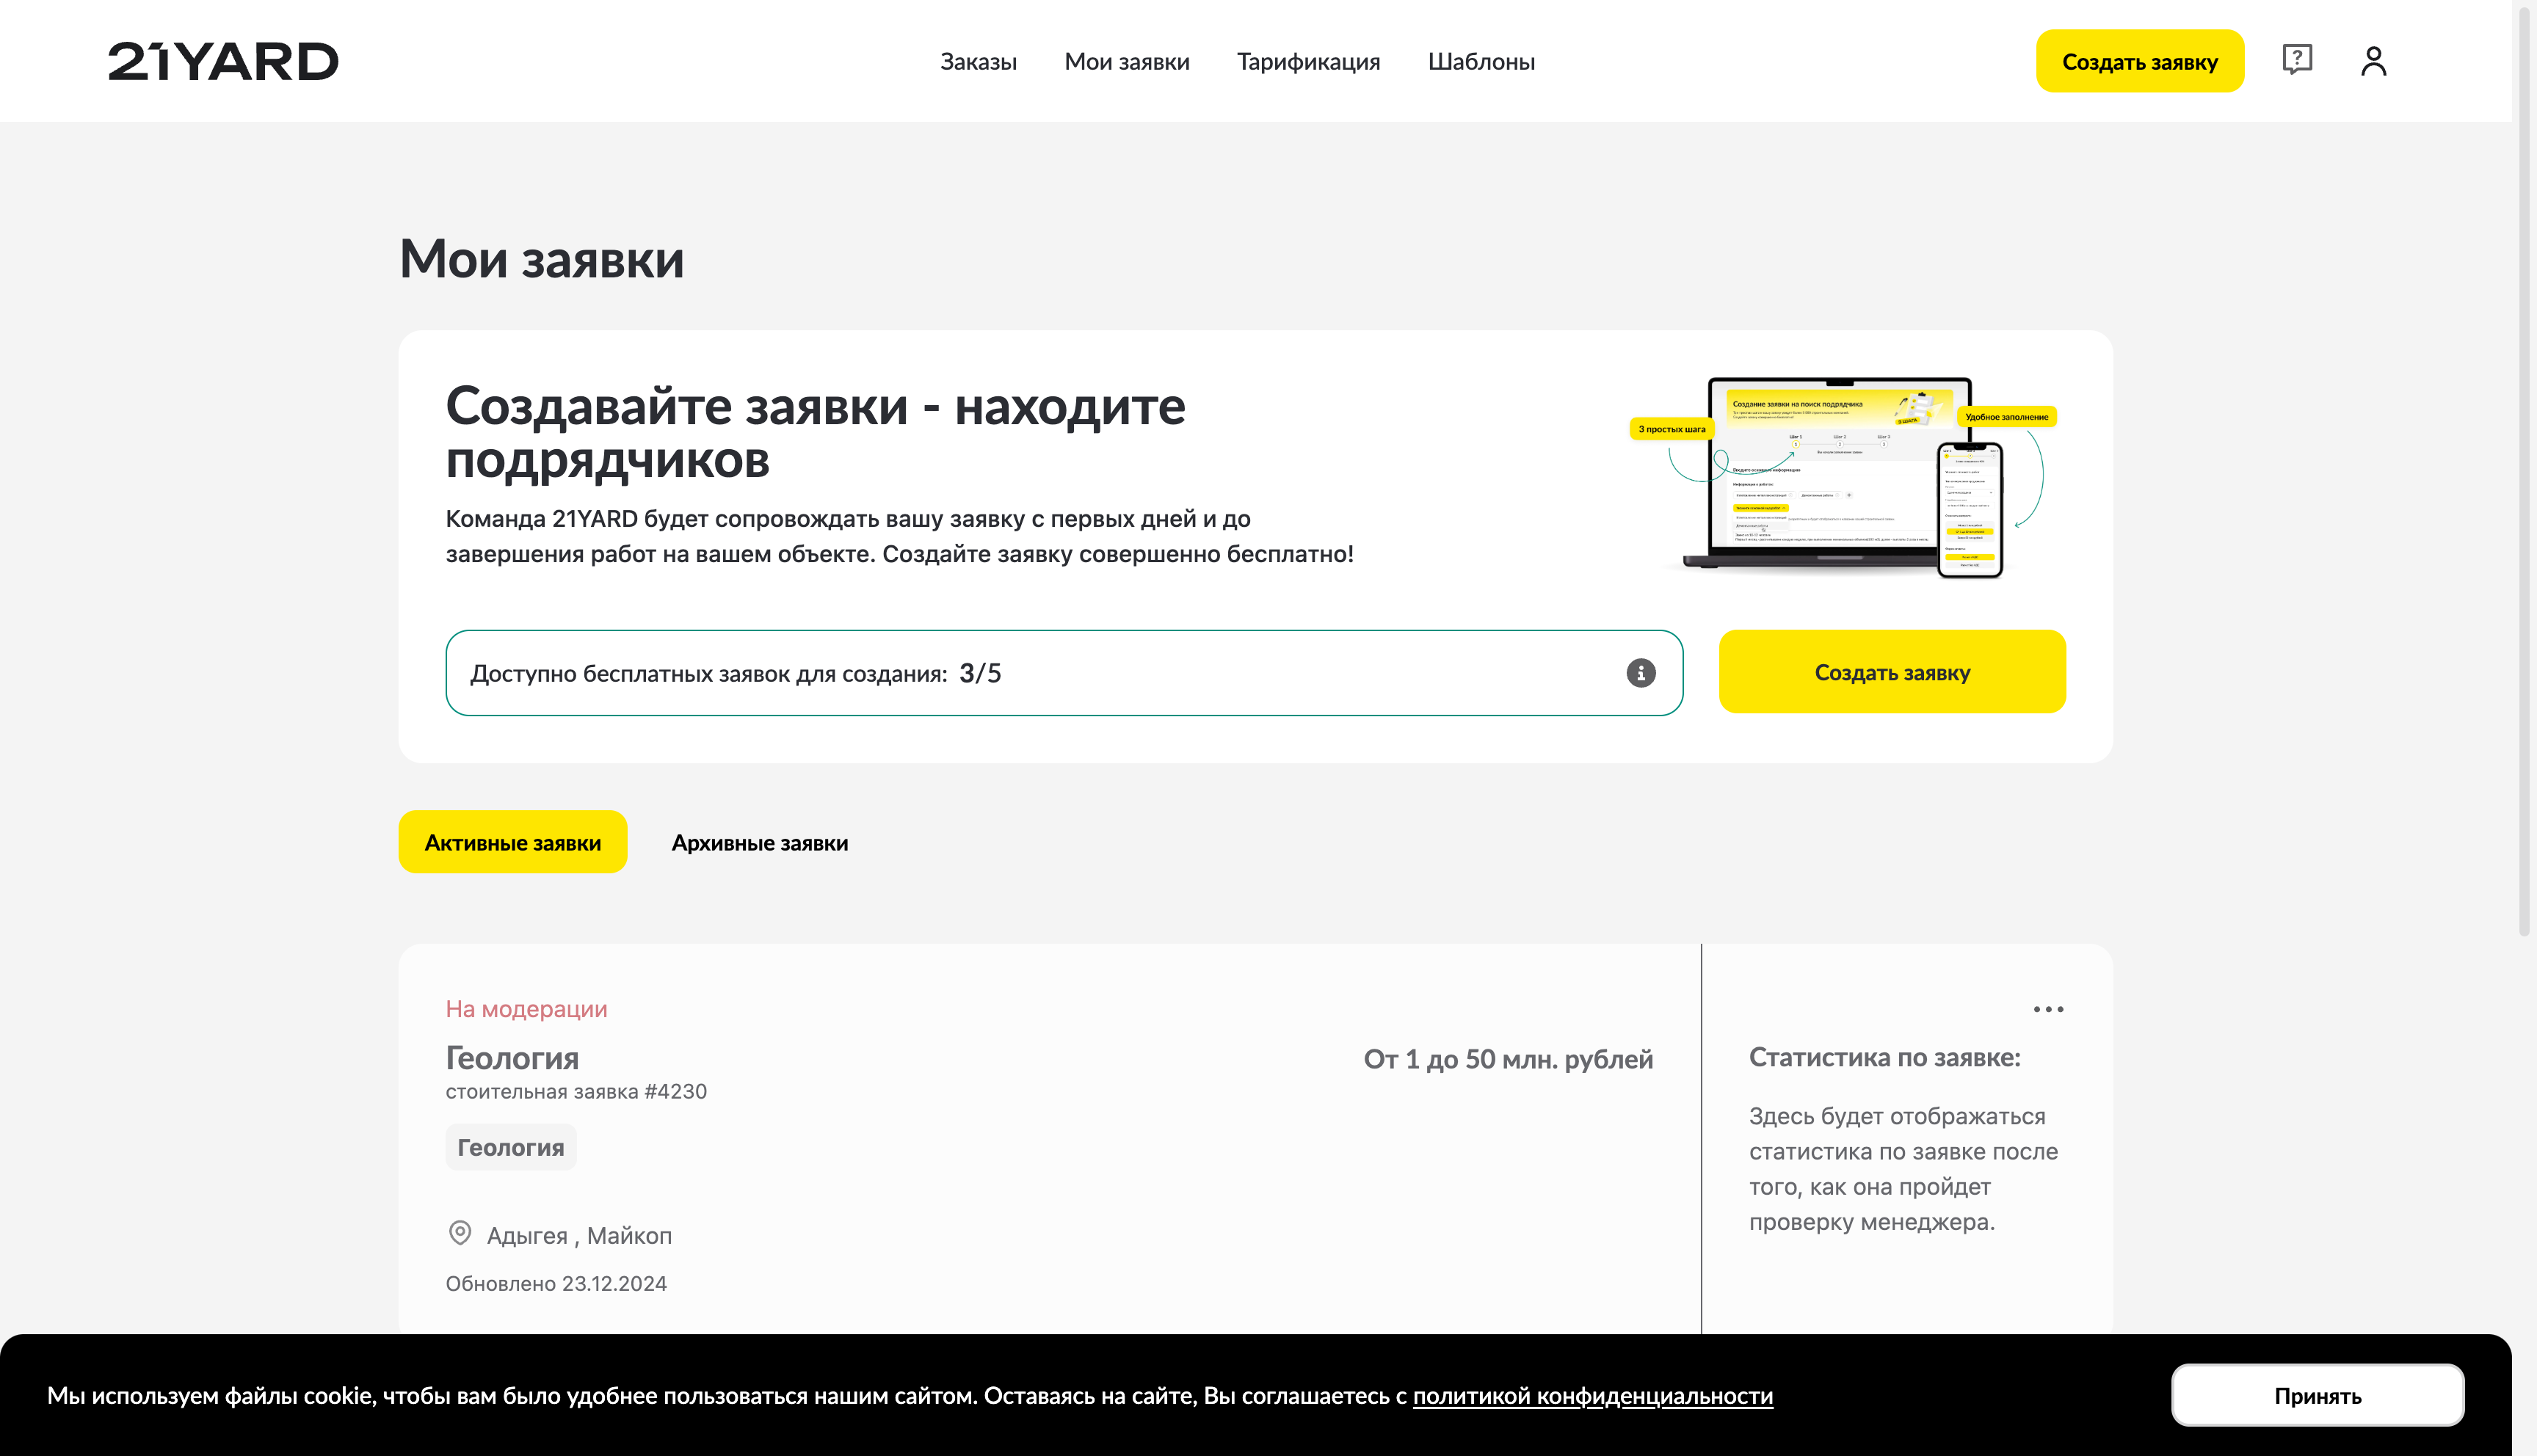 21YARD
Заказы
Мои заявки
Тарификация
Шаблоны
Создать заявку
Мои заявки
Создавайте заявки - находите
подрядчиков
Команда 21YARD будет сопровождать вашу заявку с первых дней и до
завершения работ на вашем объекте. Создайте заявку совершенно бесплатно!
3 простых шага
Создание заявки на поиск подрядчика
Удобное заполнение
Доступно бесплатных заявок для создания: 3/5
Создать заявку
Активные заявки
Архивные заявки
На модерации
Геология
От 1 до 50 млн. рублей
стоительная заявка #4230
Геология
Адыгея , Майкоп
Обновлено 23.12.2024
Статистика по заявке:
Здесь будет отображаться
статистика по заявке после
того, как она пройдет
проверку менеджера.
Мы используем файлы cookie, чтобы вам было удобнее пользоваться нашим сайтом. Оставаясь на сайте, Вы соглашаетесь с политикой конфиденциальности
Принять